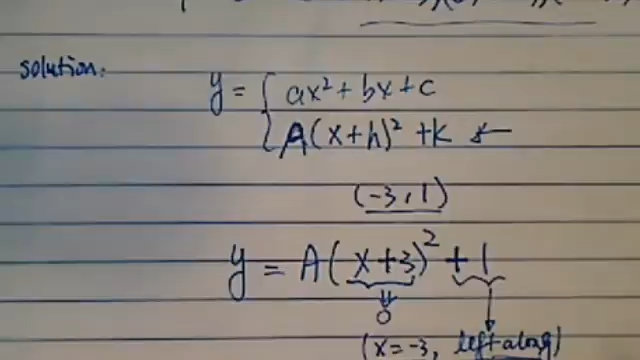 solution:
y = { ax² + bx + c
A(x+h)² + k ←
(-3, 1)
y = A(x+3)² + 1
0
(x = -3, left along)